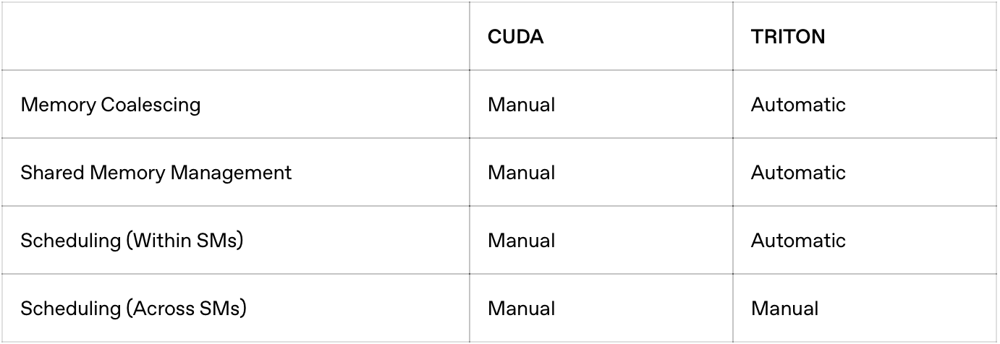 CUDA TRITON
Memory Coalescing Manual Automatic
Shared Memory Management Manual Automatic
Scheduling (Within SMs) Manual Automatic
Scheduling (Across SMs) Manual Manual